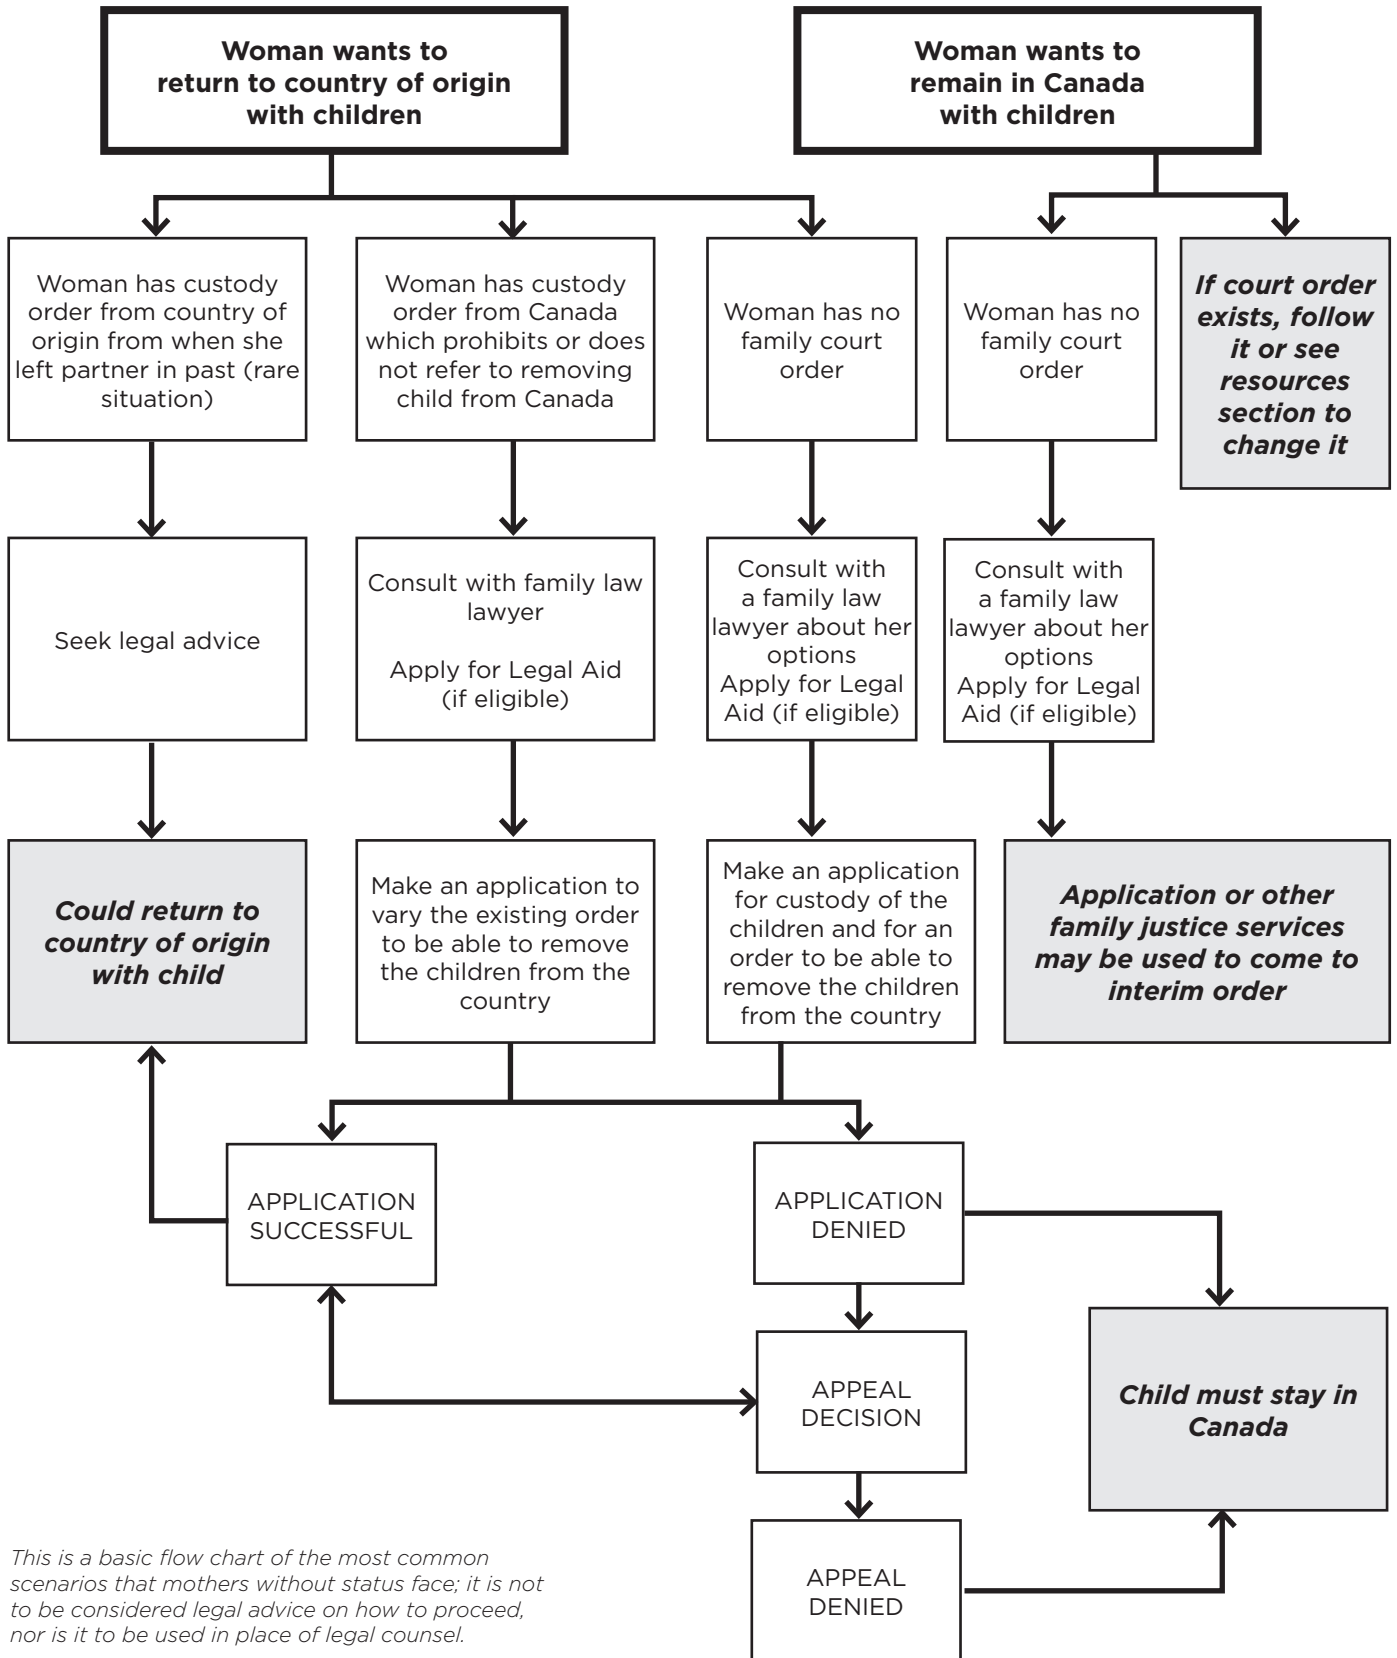 Woman wants to
return to country of origin
with children
Woman wants to
remain in Canada
with children
Woman has custody
order from country of
origin from when she
left partner in past (rare
situation)
Woman has custody
order from Canada
which prohibits or does
not refer to removing
child from Canada
Woman has no
family court
order
Woman has no
family court
order
If court order
exists, follow
it or see
resources
section to
change it
Seek legal advice
Consult with family law
lawyer
Apply for Legal Aid
(if eligible)
Consult with
a family law
lawyer about her
options
Apply for Legal
Aid (if eligible)
Consult with
a family law
lawyer about her
options
Apply for Legal
Aid (if eligible)
Could return to
country of origin
with child
Make an application to
vary the existing order
to be able to remove
the children from the
country
Make an application
for custody of the
children and for an
order to be able to
remove the children
from the country
Application or other
family justice services
may be used to come to
interim order
APPLICATION
SUCCESSFUL
APPLICATION
DENIED
APPEAL
DECISION
Child must stay in
Canada
APPEAL
DENIED
This is a basic flow chart of the most common
scenarios that mothers without status face; it is not
to be considered legal advice on how to proceed,
nor is it to be used in place of legal counsel.